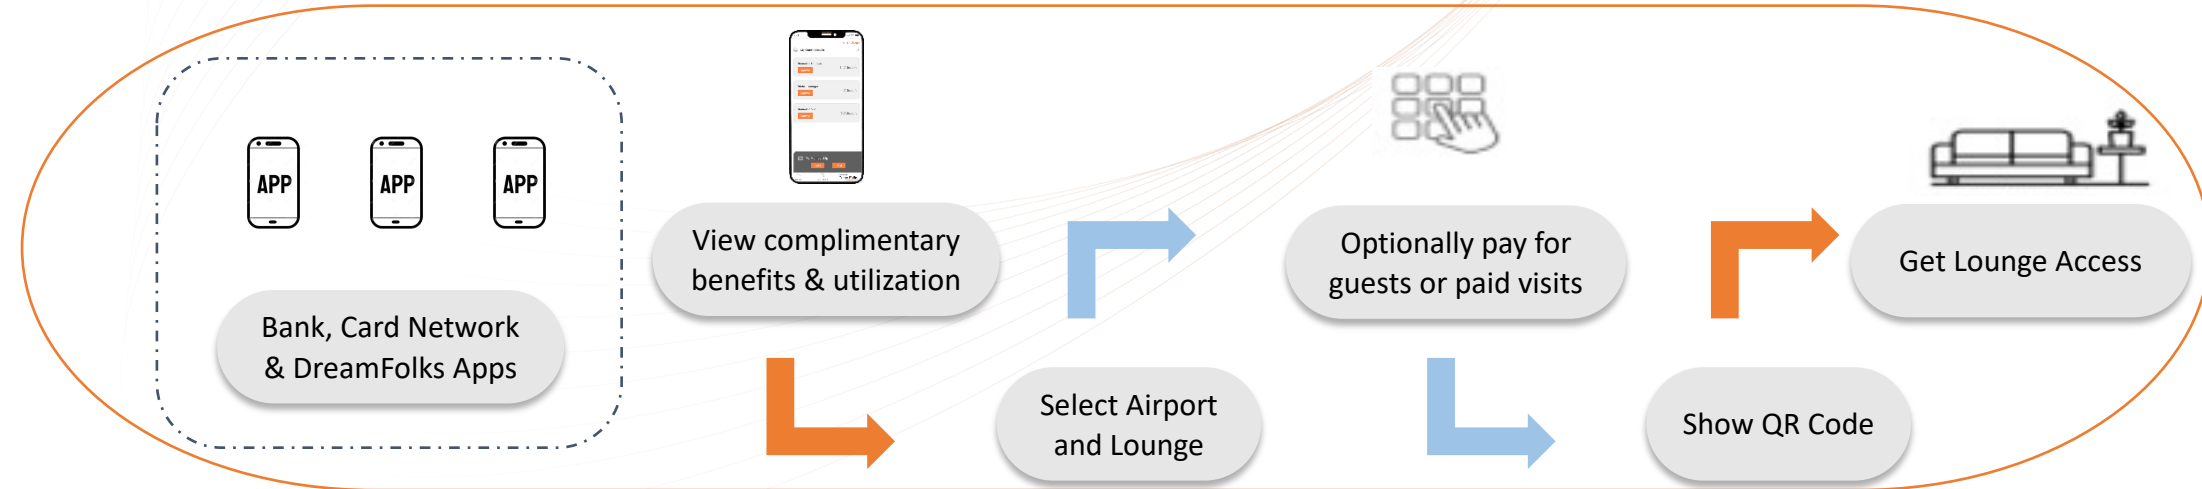 APP
APP
APP
Bank, Card Network
& DreamFolks Apps
View complimentary
benefits & utilization
Select Airport
and Lounge
Optionally pay for
guests or paid visits
Show QR Code
Get Lounge Access